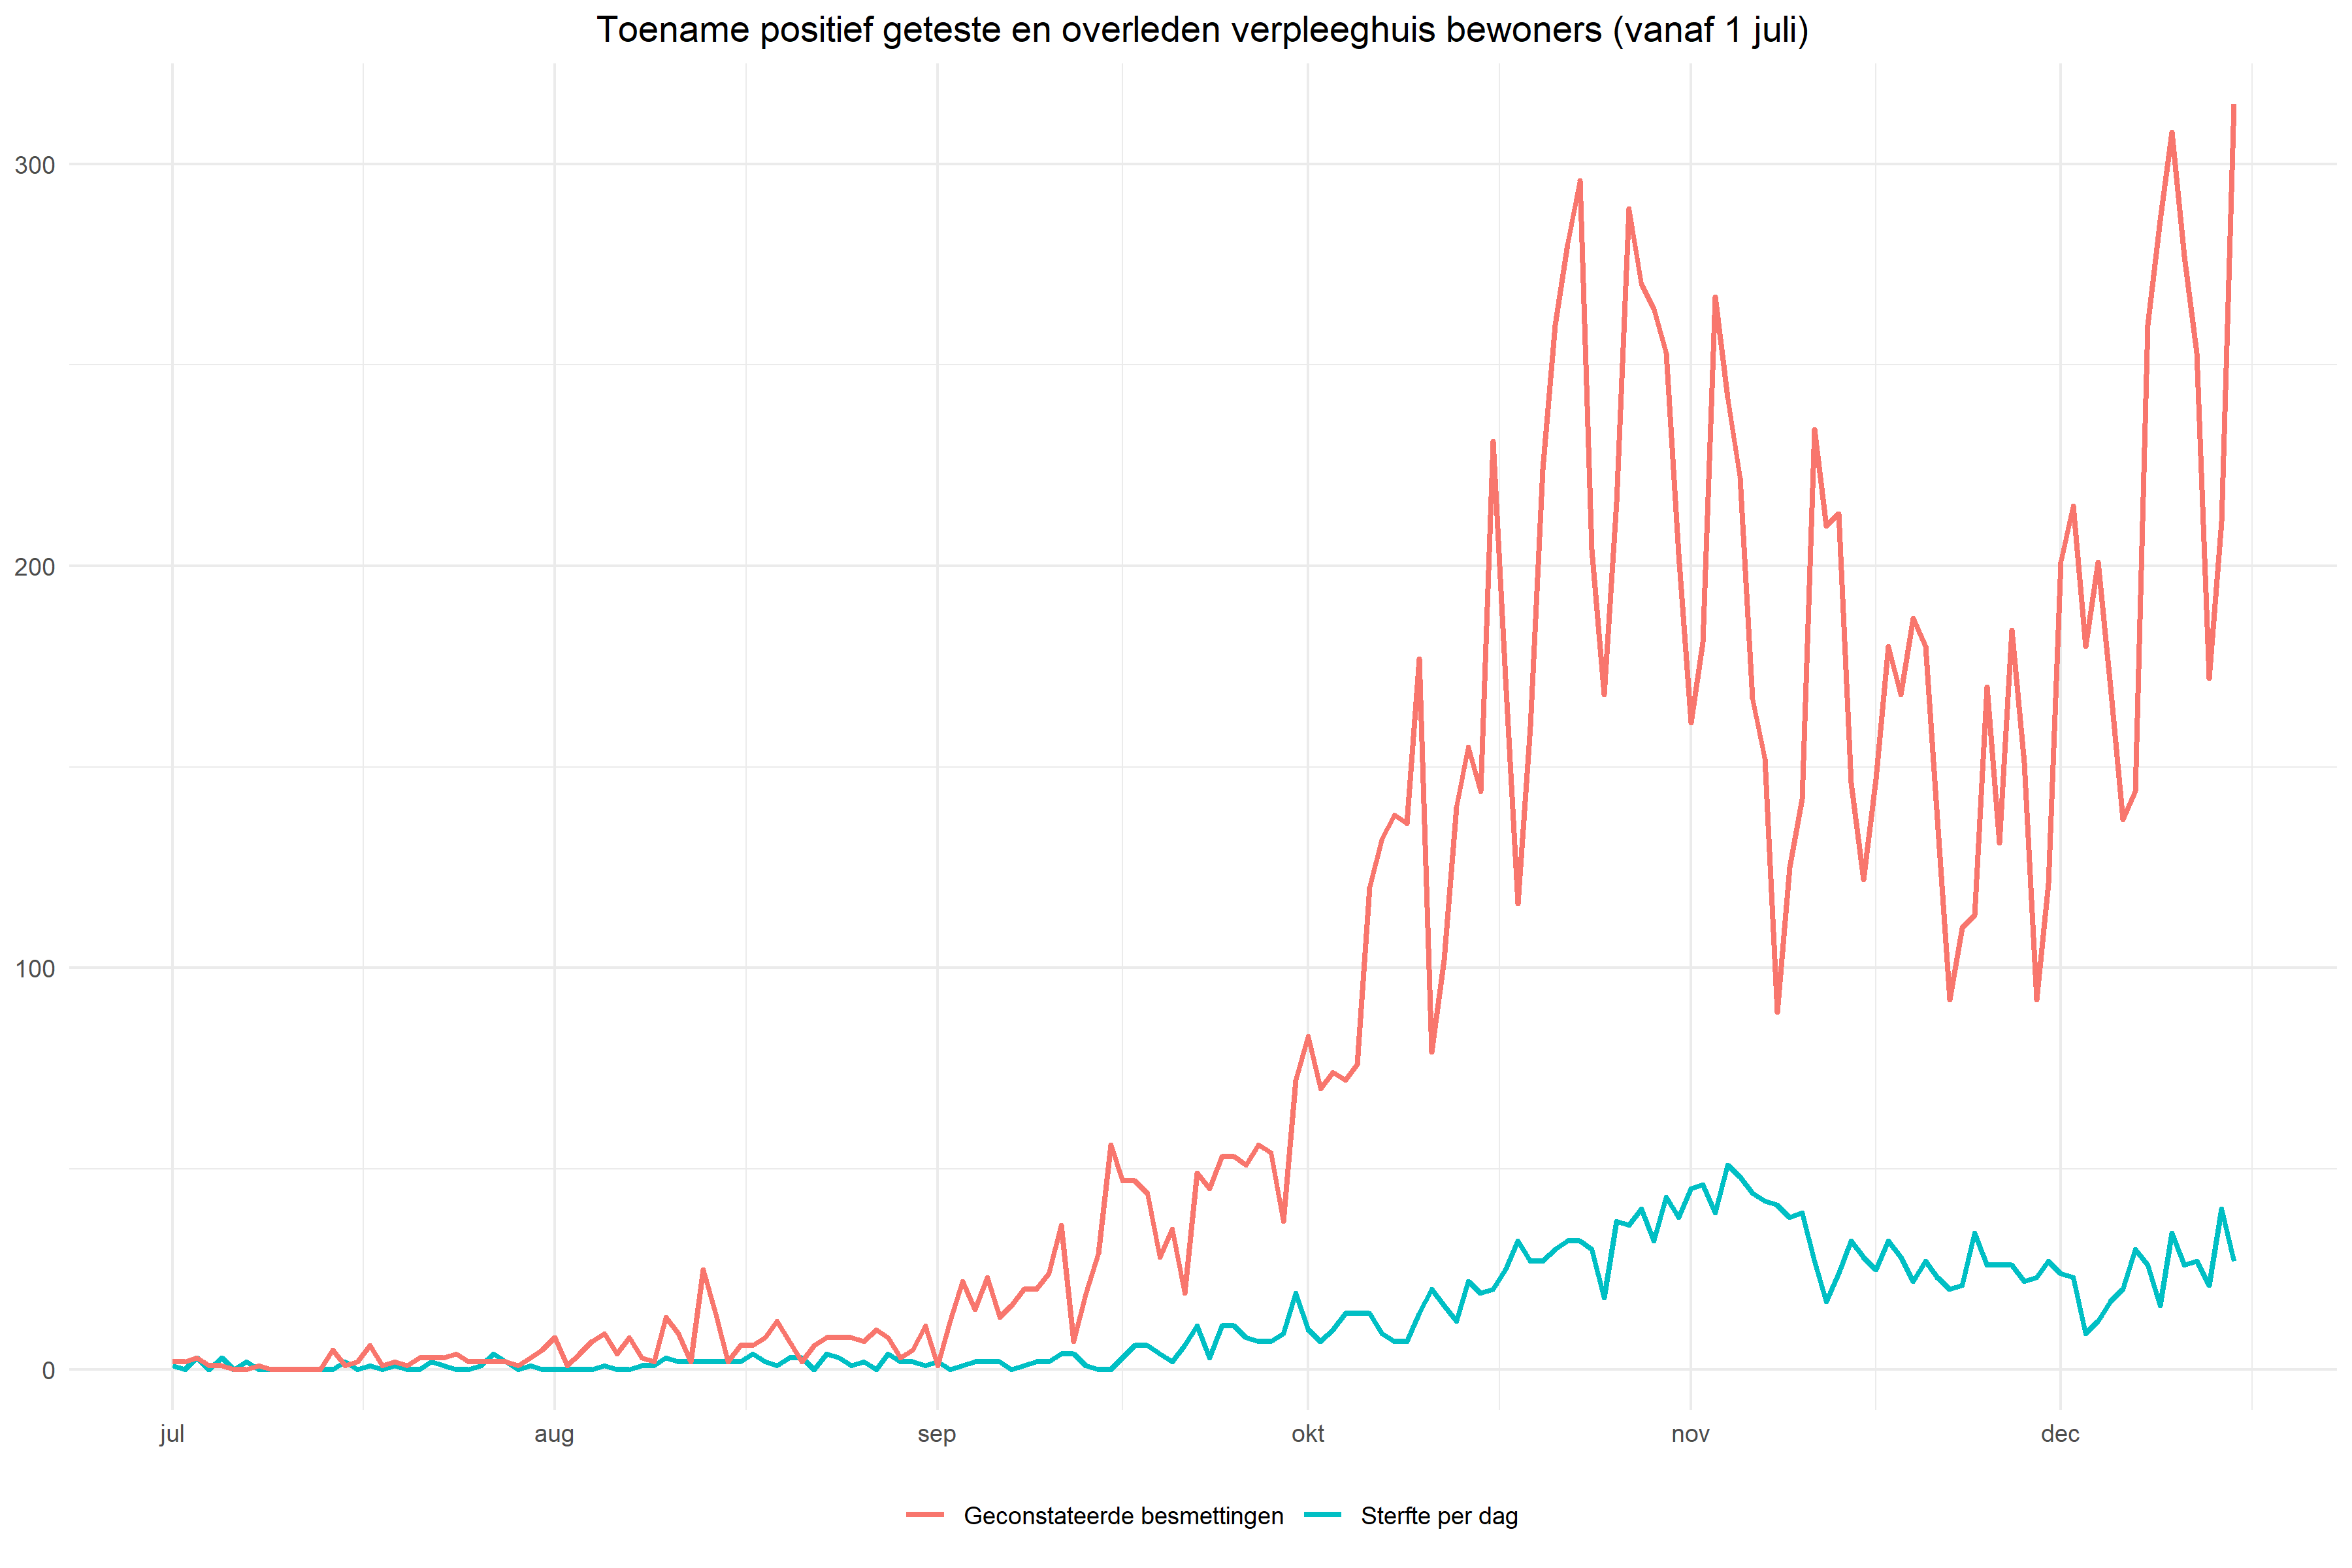 Toename positief geteste en overleden verpleeghuis bewoners (vanaf 1 juli)
300
200
100
0
jul aug sep okt nov dec
Geconstateerde besmettingen Sterfte per dag